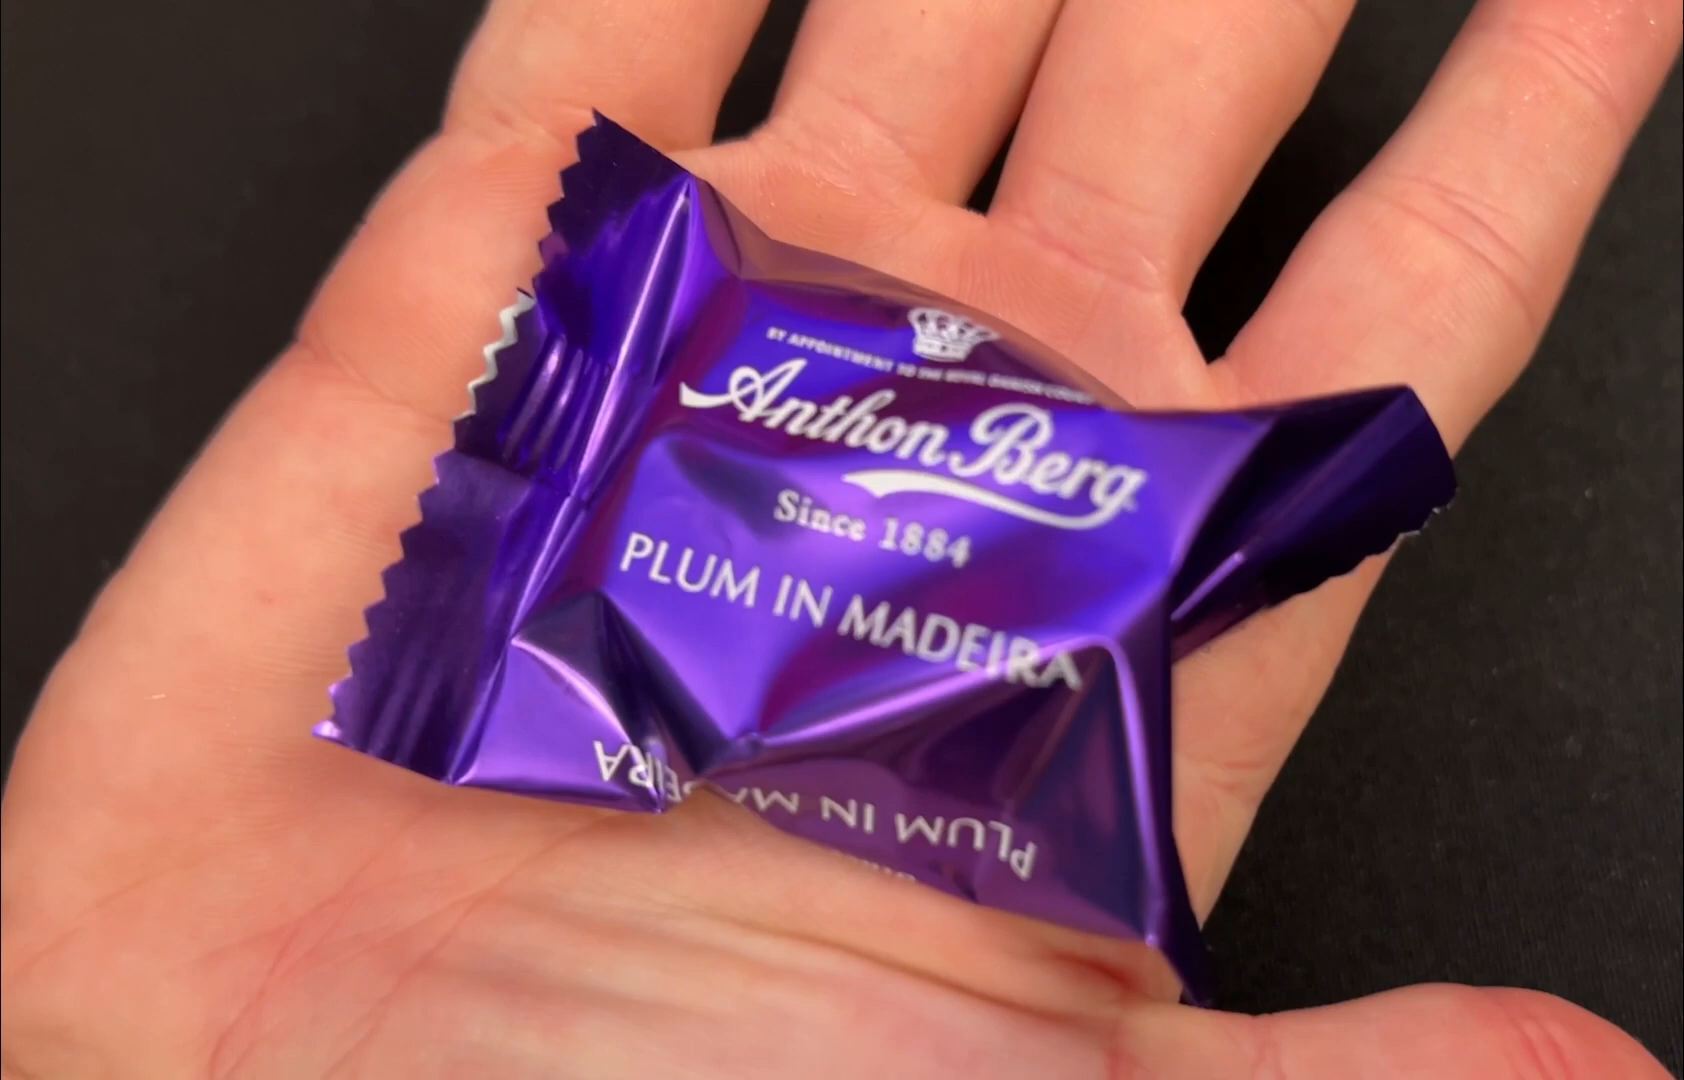 BY APPOINTMENT TO THE ROYAL DANISH COURT
Anthon Berg
Since 1884
PLUM IN MADEIRA
PLUM IN MADEIRA